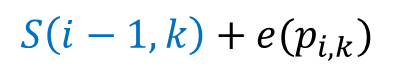 S(i − 1, k) + e(p_{i,k})